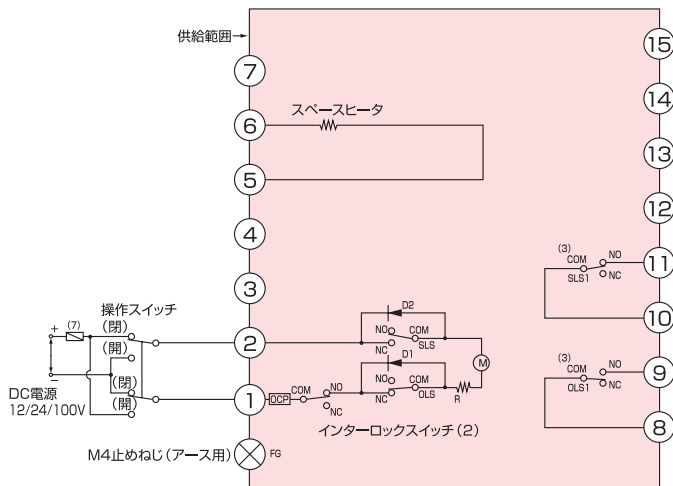 供給範囲
7
6
5
4
3
2
1
スペースヒータ
15
14
13
12
11
10
9
8
(3)
COM
NO
NC
SLS1
(3)
COM
NO
NC
OLS1
操作スイッチ
(閉)
(開)
(閉)
(開)
+
(7)
−
DC電源
12/24/100V
D2
NO
COM
NC
SLS
D1
NO
COM
NC
OLS
M
R
OCP
COM
NO
NC
インターロックスイッチ(2)
M4止めねじ(アース用)
FG